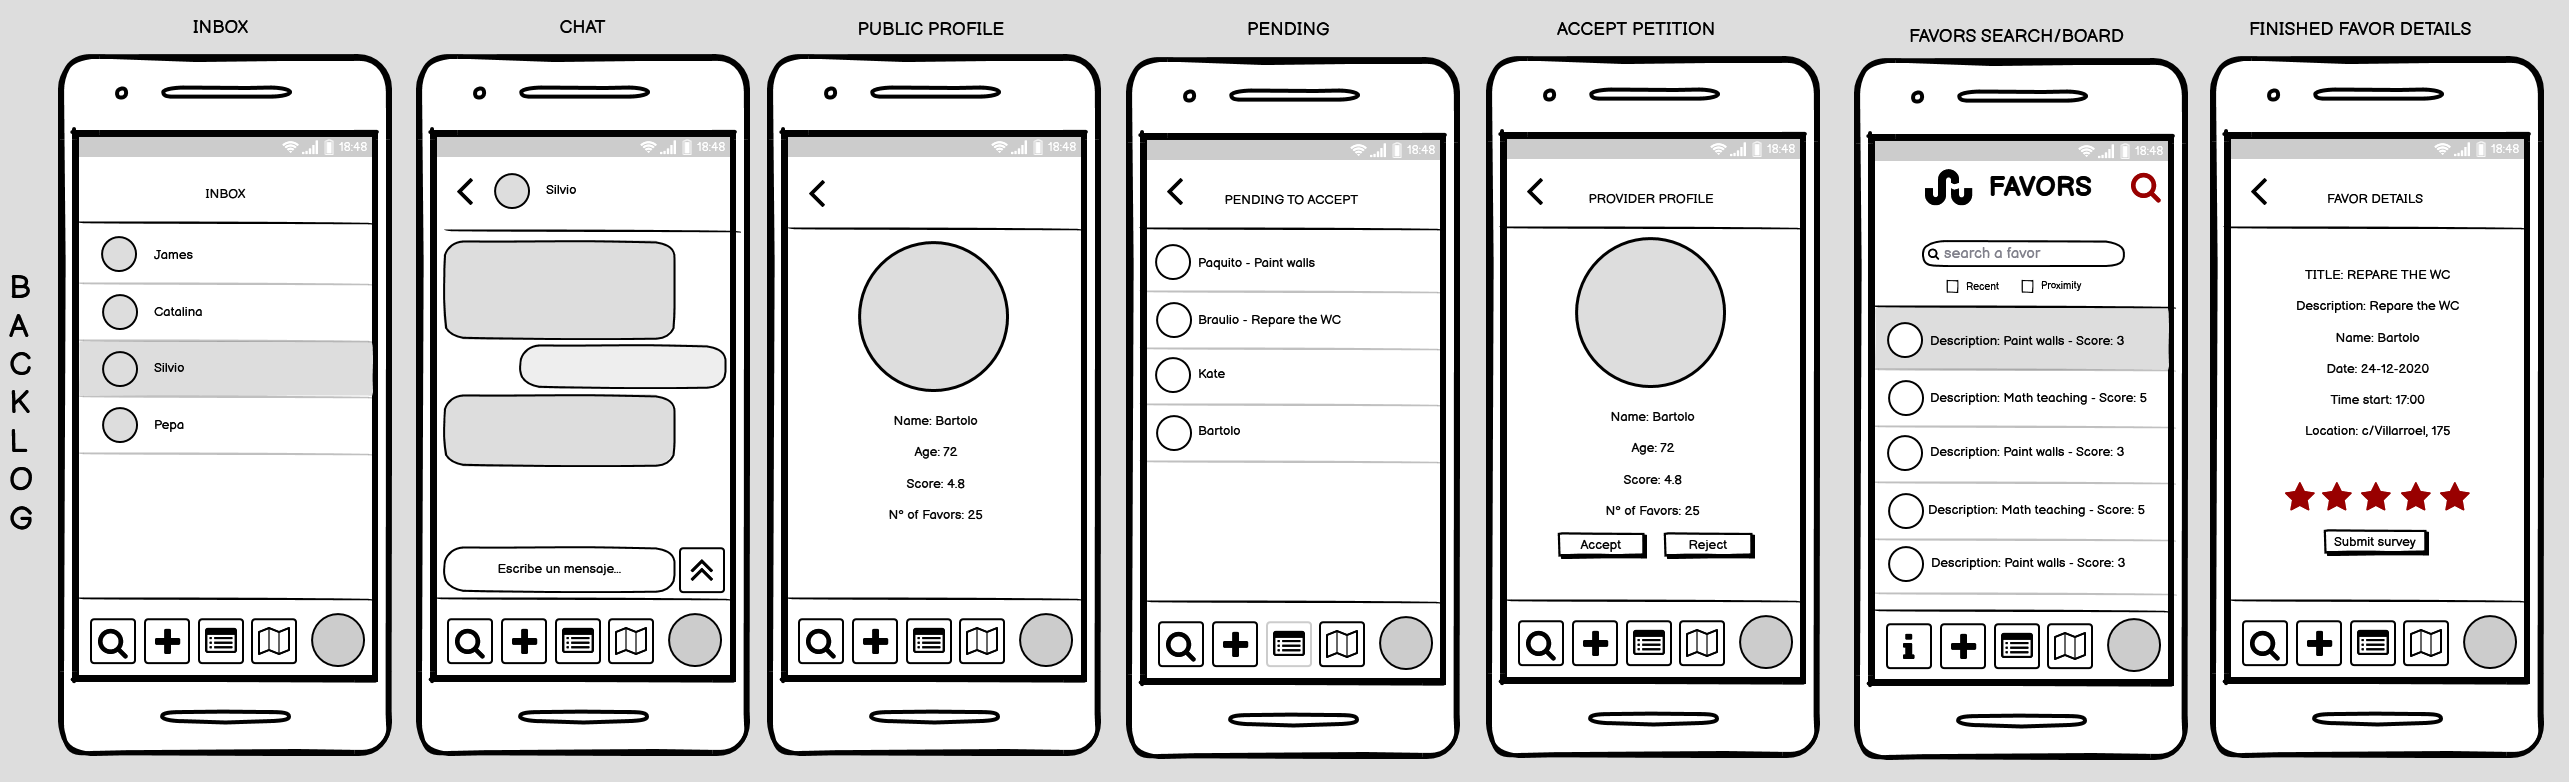 BACKLOG
INBOX
18:48
INBOX
James
Catalina
Silvio
Pepa
CHAT
18:48
Silvio
Escribe un mensaje...
PUBLIC PROFILE
18:48
Name: Bartolo
Age: 72
Score: 4.8
Nº of Favors: 25
PENDING
18:48
PENDING TO ACCEPT
Paquito - Paint walls
Braulio - Repare the WC
Kate
Bartolo
ACCEPT PETITION
18:48
PROVIDER PROFILE
Name: Bartolo
Age: 72
Score: 4.8
Nº of Favors: 25
Accept Reject
FAVORS SEARCH/BOARD
18:48
FAVORS
search a favor
Recent Proximity
Description: Paint walls - Score: 3
Description: Math teaching - Score: 5
Description: Paint walls - Score: 3
Description: Math teaching - Score: 5
Description: Paint walls - Score: 3
FINISHED FAVOR DETAILS
18:48
FAVOR DETAILS
TITLE: REPARE THE WC
Description: Repare the WC
Name: Bartolo
Date: 24-12-2020
Time start: 17:00
Location: c/Villarroel, 175
Submit survey